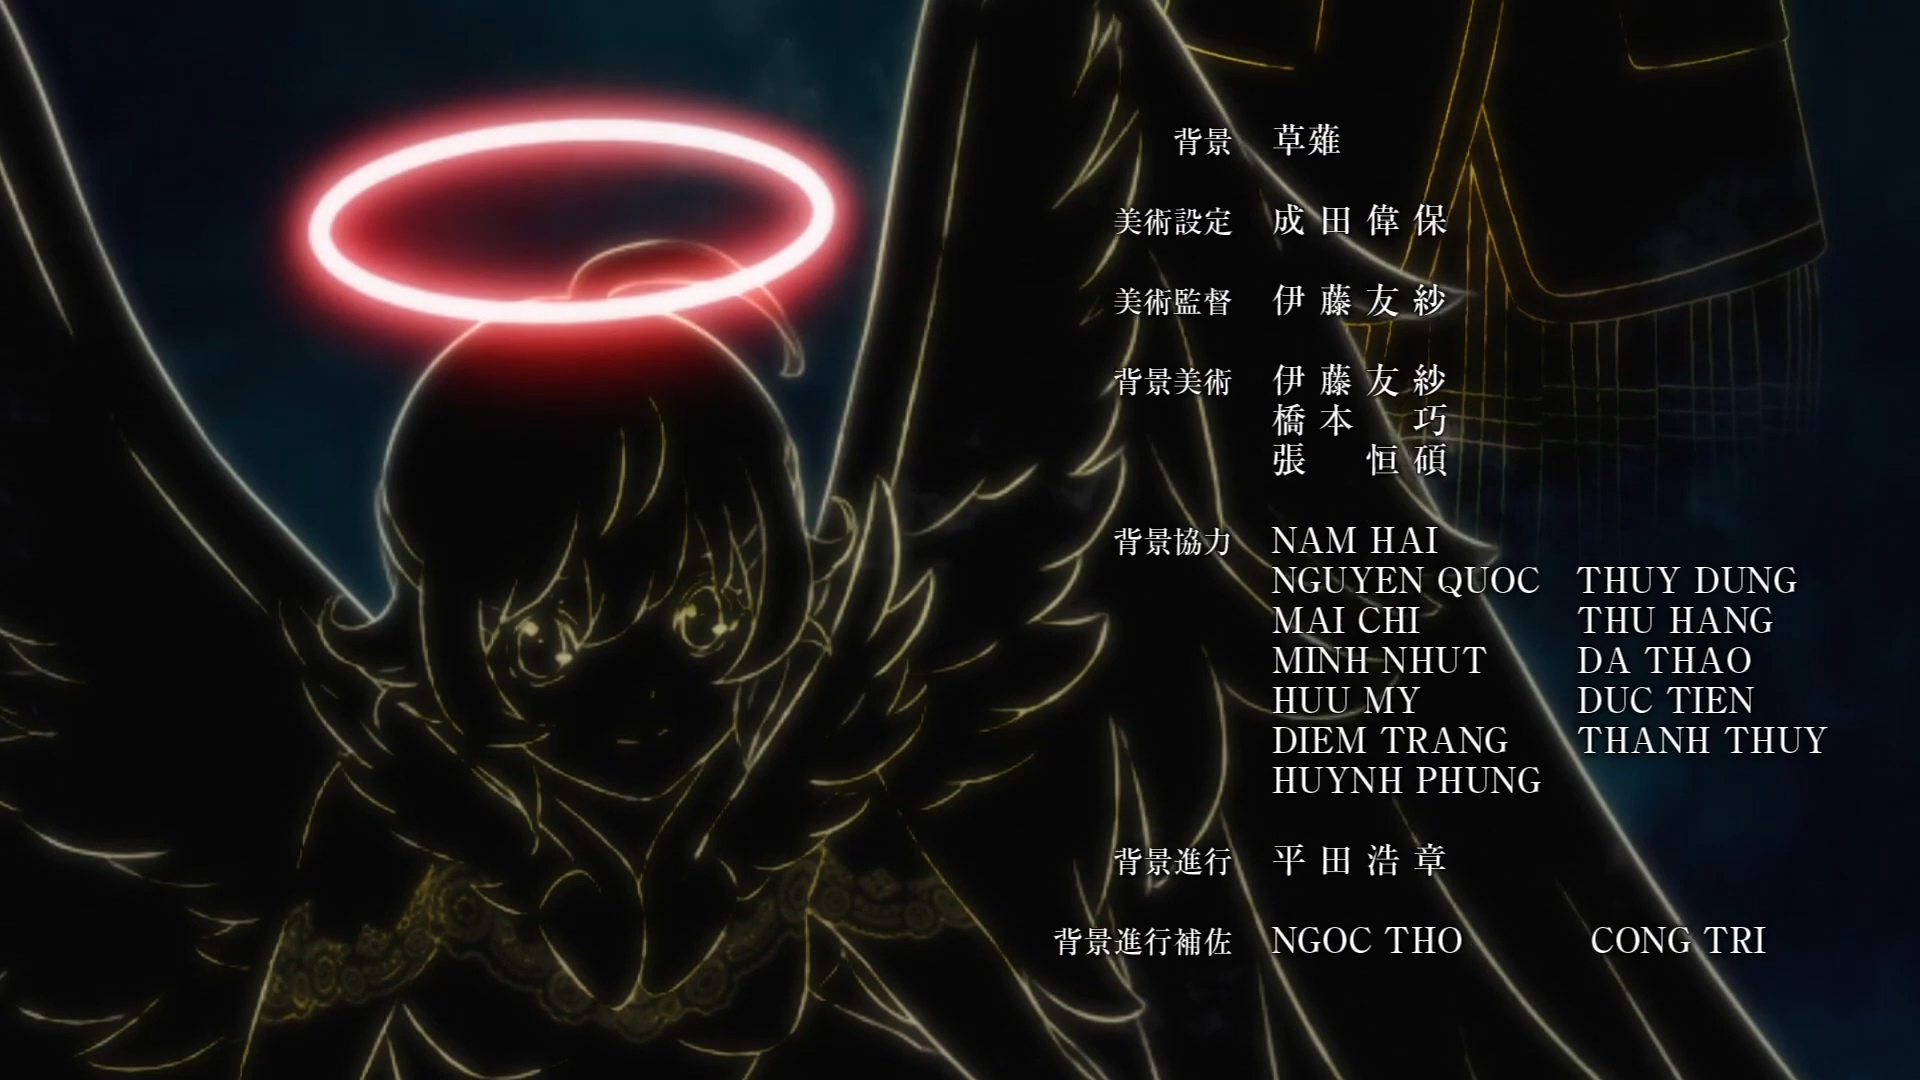 背景 草薙
美術設定 成田偉保
美術監督 伊藤友紗
背景美術 伊藤友紗
橋本 巧
張 恒碩
背景協力 NAM HAI
NGUYEN QUOC THUY DUNG
MAI CHI THU HANG
MINH NHUT DA THAO
HUU MY DUC TIEN
DIEM TRANG THANH THUY
HUYNH PHUNG
背景進行 平田浩章
背景進行補佐 NGOC THO CONG TRI